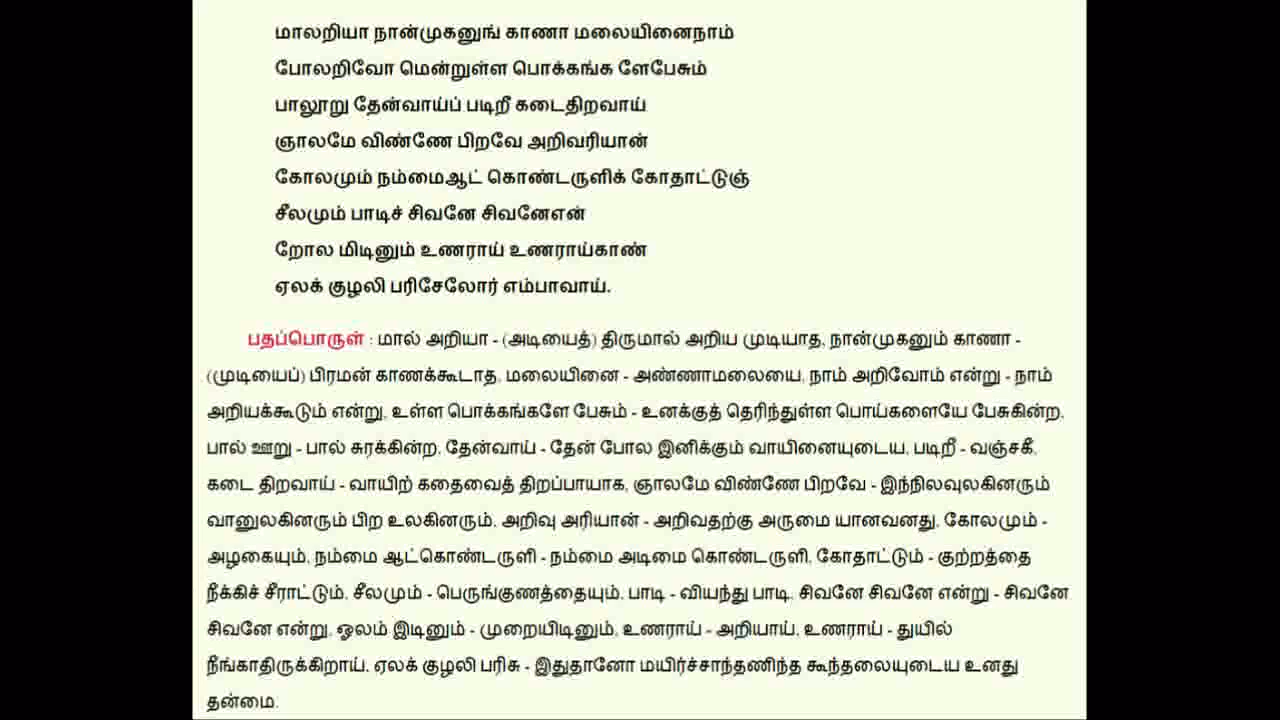 மாலறியா நான்முகனுங் காணா மலையினைநாம்
போலறிவோ மென்றுள்ள பொக்கங்க ளேபேசும்
பாலூறு தேன்வாய்ப் படிறீ கடைதிறவாய்
ஞாலமே விண்ணே பிறவே அறிவரியான்
கோலமும் நம்மைஆட் கொண்டருளிக் கோதாட்டுஞ்
சீலமும் பாடிச் சிவனே சிவனேஎன்
றோல மிடினும் உணராய் உணராய்காண்
ஏலக் குழலி பரிசேலோர் எம்பாவாய்.
பதப்பொருள் : மால் அறியா - (அடியைத்) திருமால் அறிய முடியாத, நான்முகனும் காணா -
(முடியைப்) பிரமன் காணக்கூடாத, மலையினை - அண்ணாமலையை, நாம் அறிவோம் என்று - நாம்
அறியக்கூடும் என்று, உள்ள பொக்கங்களே பேசும் - உனக்குத் தெரிந்துள்ள பொய்களையே பேசுகின்ற,
பால் ஊறு - பால் சுரக்கின்ற, தேன்வாய் - தேன் போல இனிக்கும் வாயினையுடைய, படிறீ - வஞ்சகீ,
கடை திறவாய் - வாயிற் கதைவைத் திறப்பாயாக, ஞாலமே விண்ணே பிறவே - இந்நிலவுலகினரும்
வானுலகினரும் பிற உலகினரும், அறிவு அரியான் - அறிவதற்கு அருமை யானவனது, கோலமும் -
அழகையும், நம்மை ஆட்கொண்டருளி - நம்மை அடிமை கொண்டருளி, கோதாட்டும் - குற்றத்தை
நீக்கிச் சீராட்டும், சீலமும் - பெருங்குணத்தையும், பாடி - வியந்து பாடி, சிவனே சிவனே என்று - சிவனே
சிவனே என்று, ஓலம் இடினும் - முறையிடினும், உணராய் - அறியாய், உணராய் - துயில்
நீங்காதிருக்கிறாய், ஏலக் குழலி பரிசு - இதுதானோ மயிர்ச்சாந்தணிந்த கூந்தலையுடைய உனது
தன்மை.